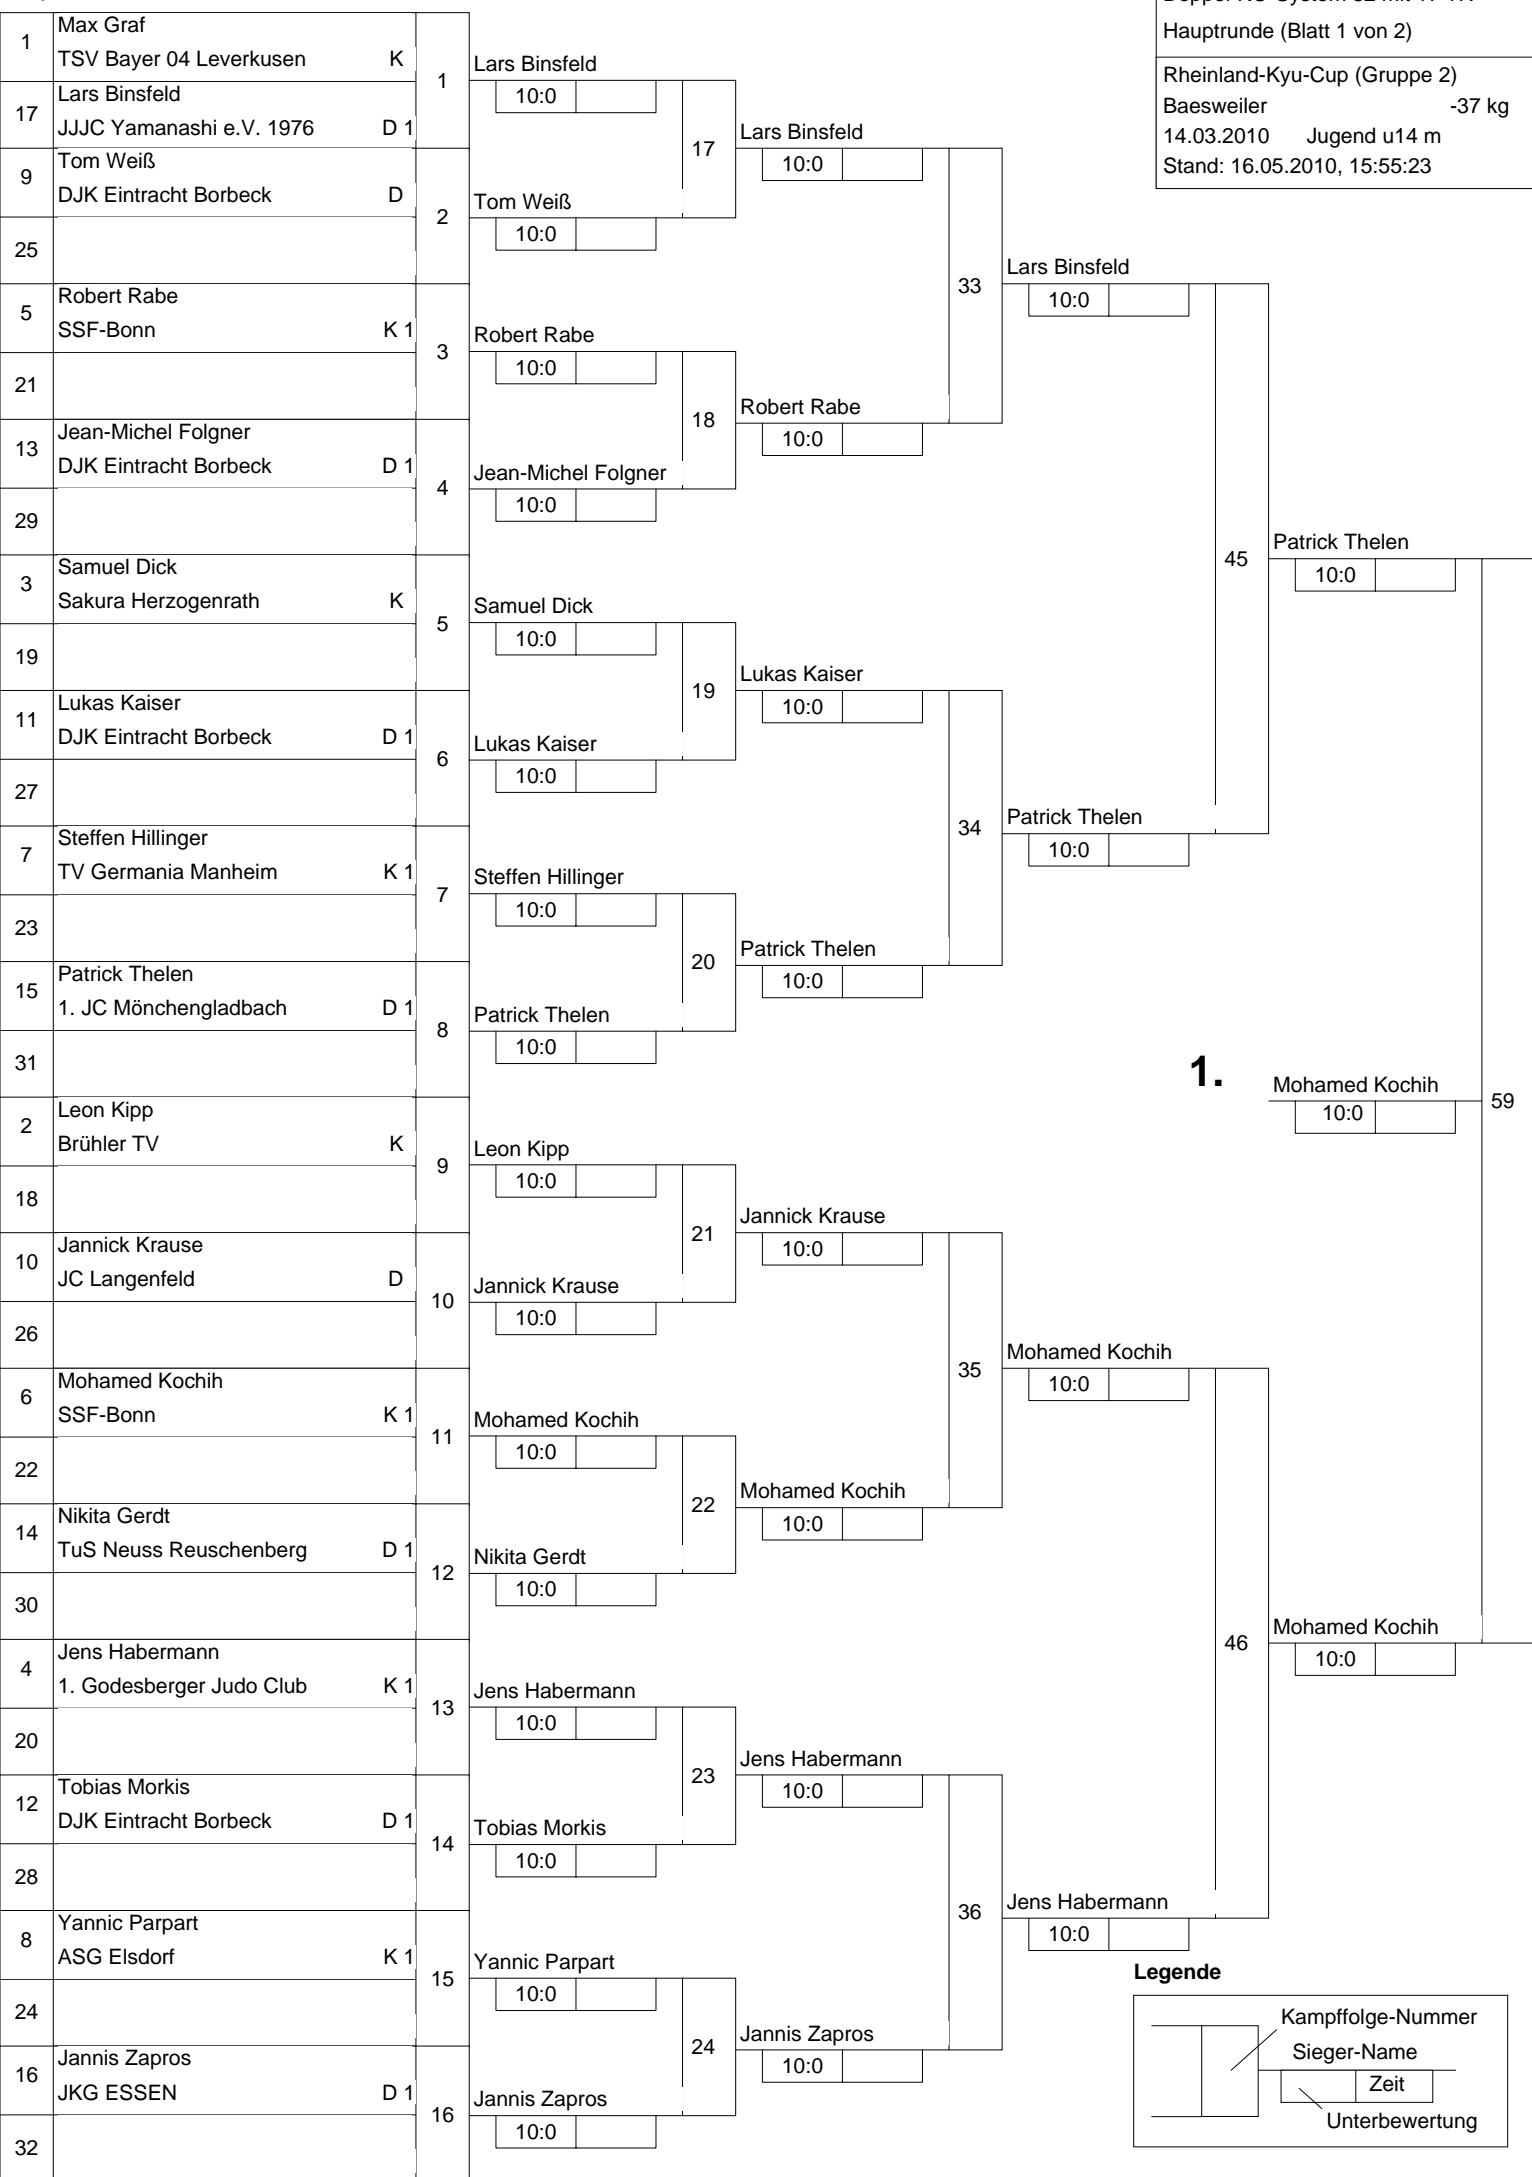 Hauptrunde (Blatt 1 von 2)
Rheinland-Kyu-Cup (Gruppe 2)
Baesweiler -37 kg
14.03.2010 Jugend u14 m
Stand: 16.05.2010, 15:55:23
1 Max Graf
TSV Bayer 04 Leverkusen K
17 Lars Binsfeld
JJJC Yamanashi e.V. 1976 D 1
9 Tom Weiß
DJK Eintracht Borbeck D
25
5 Robert Rabe
SSF-Bonn K 1
21
13 Jean-Michel Folgner
DJK Eintracht Borbeck D 1
29
3 Samuel Dick
Sakura Herzogenrath K
19
11 Lukas Kaiser
DJK Eintracht Borbeck D 1
27
7 Steffen Hillinger
TV Germania Manheim K 1
23
15 Patrick Thelen
1. JC Mönchengladbach D 1
31
2 Leon Kipp
Brühler TV K
18
10 Jannick Krause
JC Langenfeld D
26
6 Mohamed Kochih
SSF-Bonn K 1
22
14 Nikita Gerdt
TuS Neuss Reuschenberg D 1
30
4 Jens Habermann
1. Godesberger Judo Club K 1
20
12 Tobias Morkis
DJK Eintracht Borbeck D 1
28
8 Yannic Parpart
ASG Elsdorf K 1
24
16 Jannis Zapros
JKG ESSEN D 1
32
1 Lars Binsfeld
10:0
2 Tom Weiß
10:0
3 Robert Rabe
10:0
4 Jean-Michel Folgner
10:0
5 Samuel Dick
10:0
6 Lukas Kaiser
10:0
7 Steffen Hillinger
10:0
8 Patrick Thelen
10:0
9 Leon Kipp
10:0
10 Jannick Krause
10:0
11 Mohamed Kochih
10:0
12 Nikita Gerdt
10:0
13 Jens Habermann
10:0
14 Tobias Morkis
10:0
15 Yannic Parpart
10:0
16 Jannis Zapros
10:0
17 Lars Binsfeld
10:0
18 Robert Rabe
10:0
19 Lukas Kaiser
10:0
20 Patrick Thelen
10:0
21 Jannick Krause
10:0
22 Mohamed Kochih
10:0
23 Jens Habermann
10:0
24 Jannis Zapros
10:0
33 Lars Binsfeld
10:0
34 Patrick Thelen
10:0
35 Mohamed Kochih
10:0
36 Jens Habermann
10:0
45 Patrick Thelen
10:0
46 Mohamed Kochih
10:0
1. Mohamed Kochih 59
10:0
Legende
Kampffolge-Nummer
Sieger-Name
Zeit
Unterbewertung